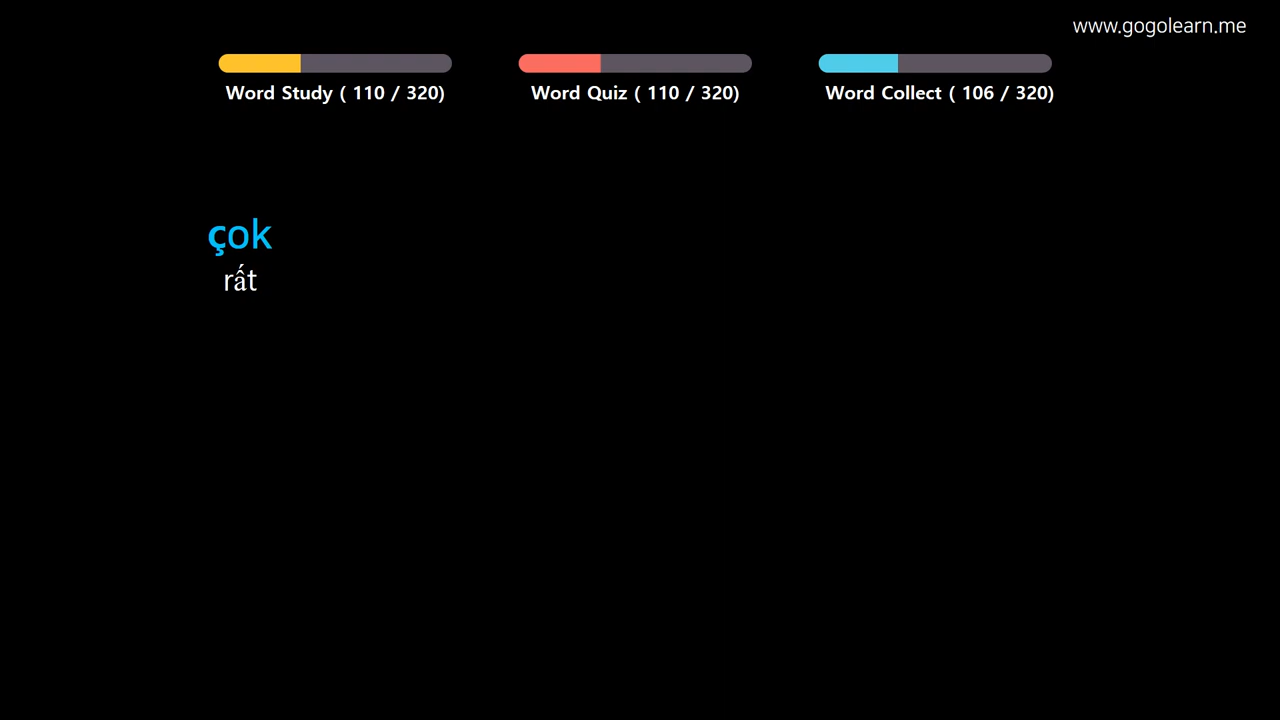 www.gogolearn.me
Word Study ( 110 / 320)
Word Quiz ( 110 / 320)
Word Collect ( 106 / 320)
çok
rất